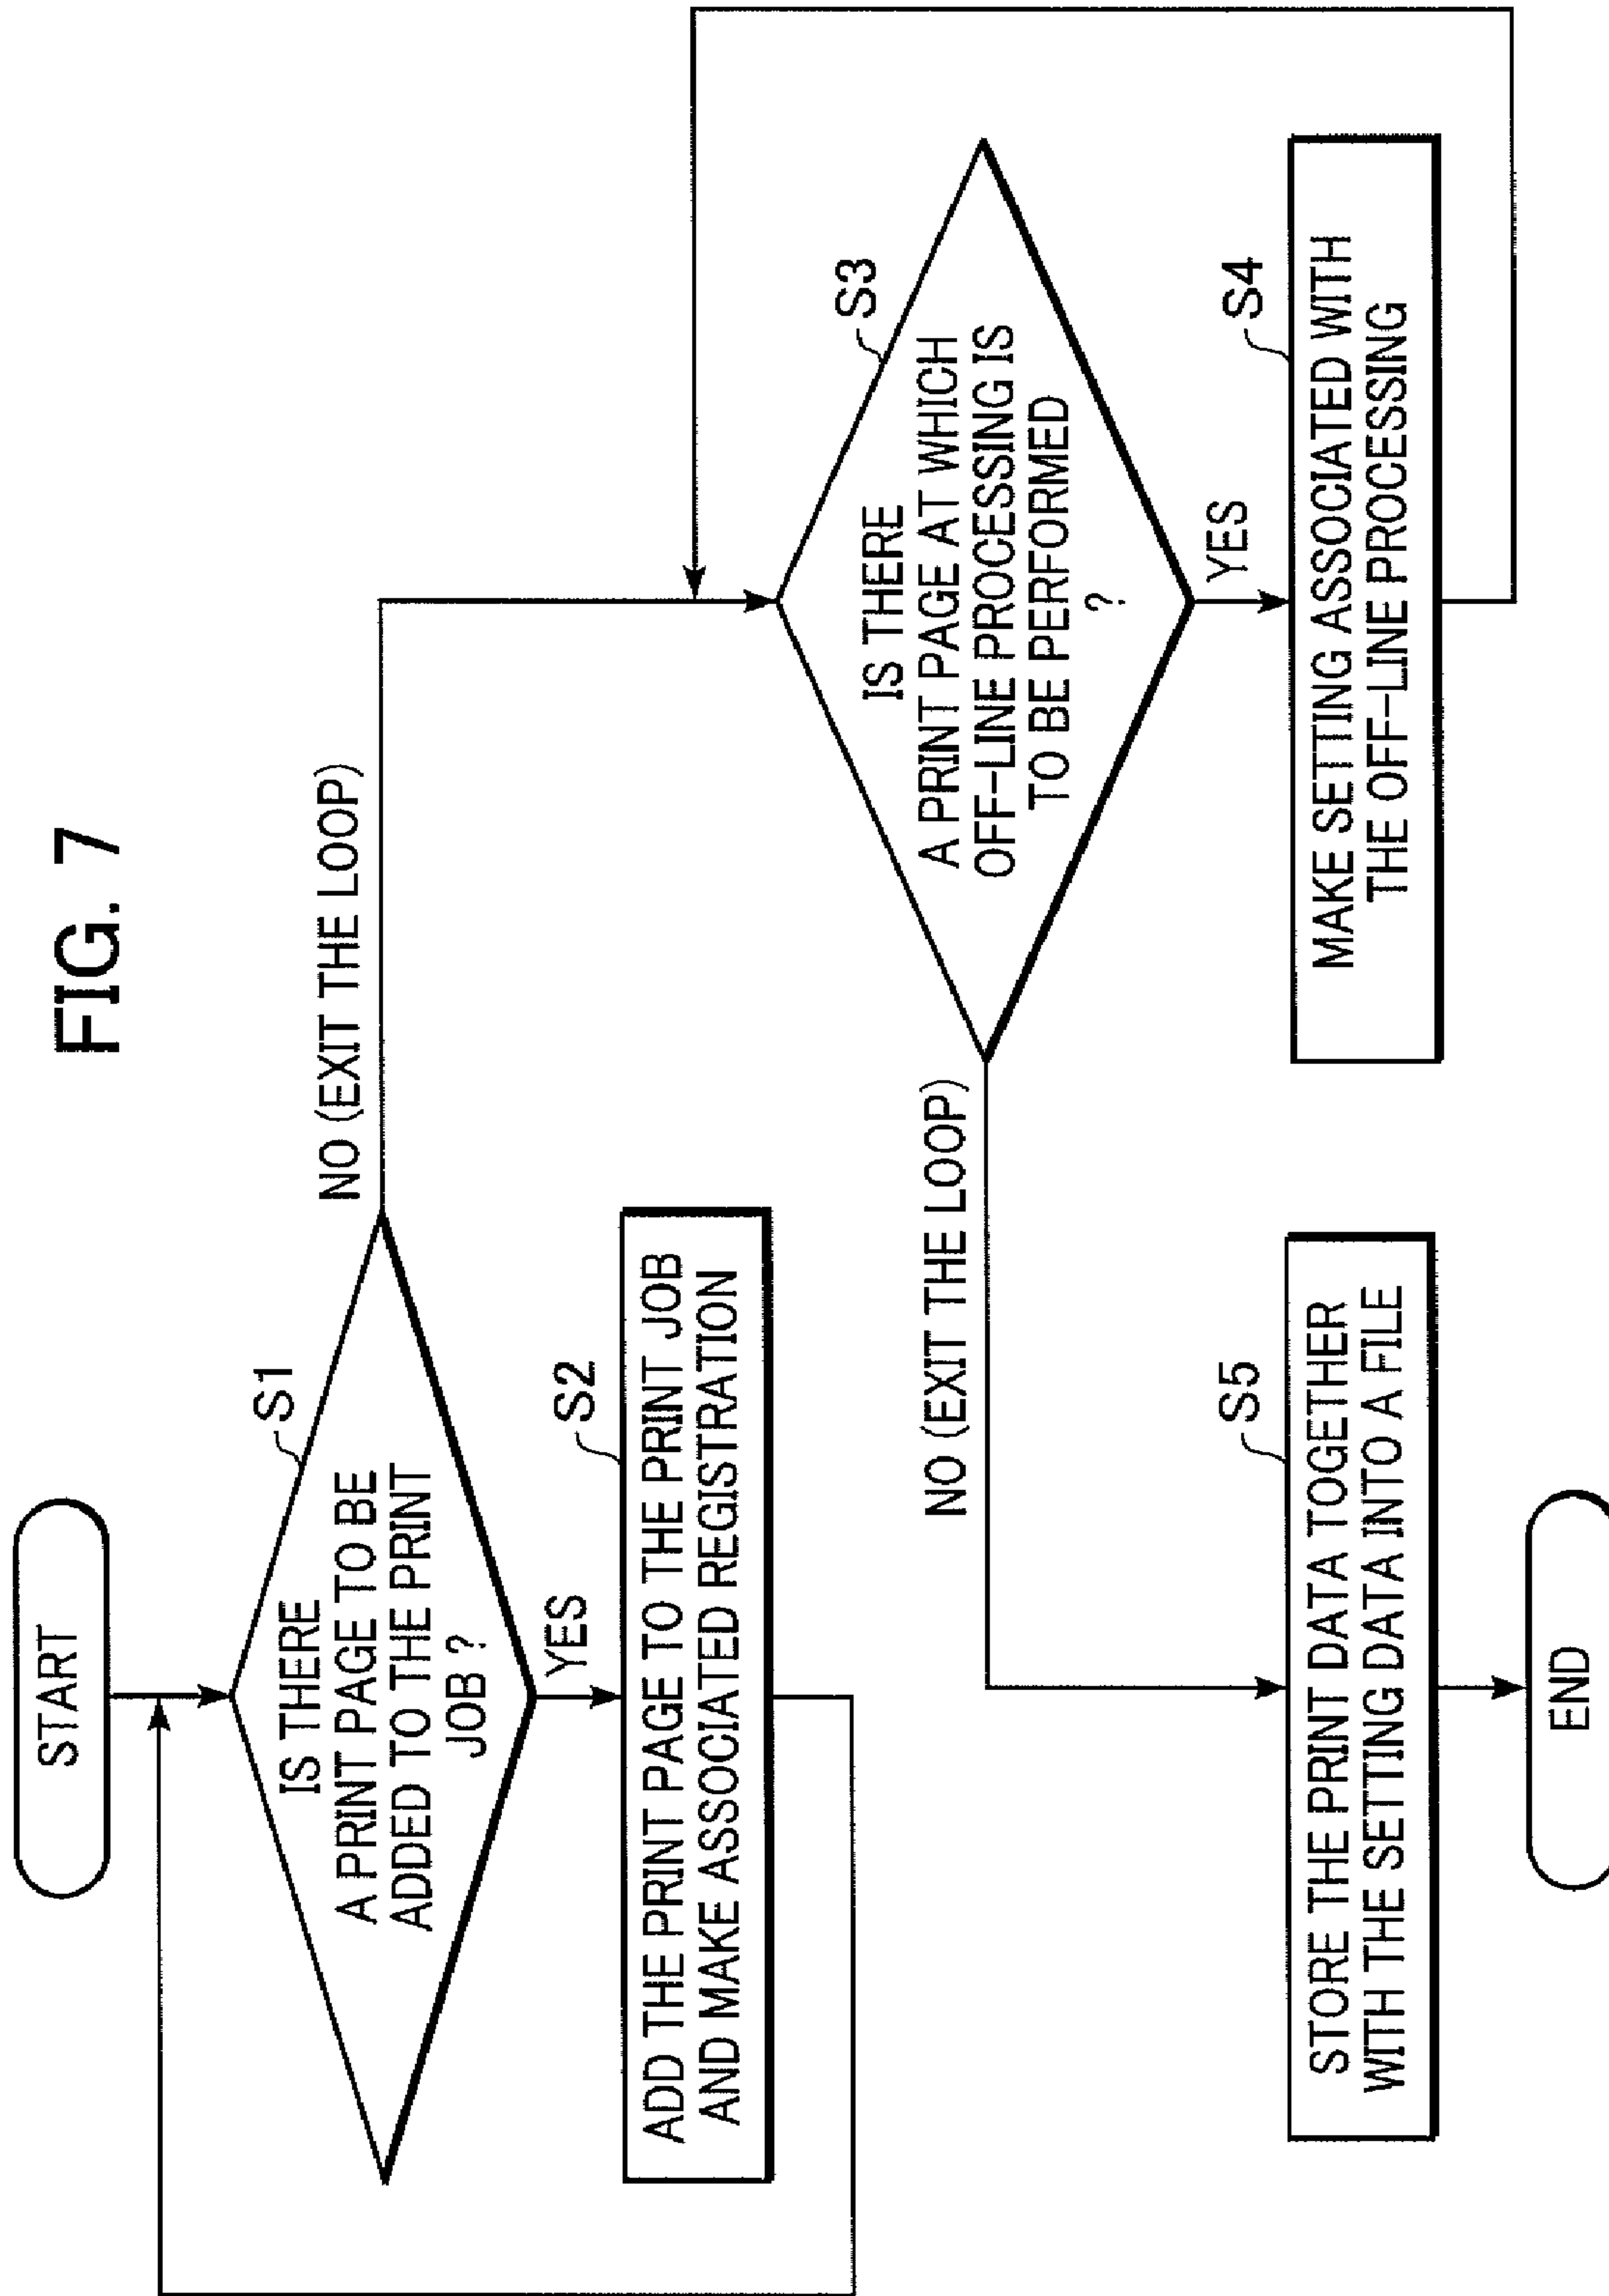 FIG. 7
START
S1
IS THERE
A PRINT PAGE TO BE
ADDED TO THE PRINT
JOB ?
NO (EXIT THE LOOP)
YES
S2
ADD THE PRINT PAGE TO THE PRINT JOB
AND MAKE ASSOCIATED REGISTRATION
S3
IS THERE
A PRINT PAGE AT WHICH
OFF-LINE PROCESSING IS
TO BE PERFORMED
?
NO (EXIT THE LOOP)
YES
S4
MAKE SETTING ASSOCIATED WITH
THE OFF-LINE PROCESSING
S5
STORE THE PRINT DATA TOGETHER
WITH THE SETTING DATA INTO A FILE
END